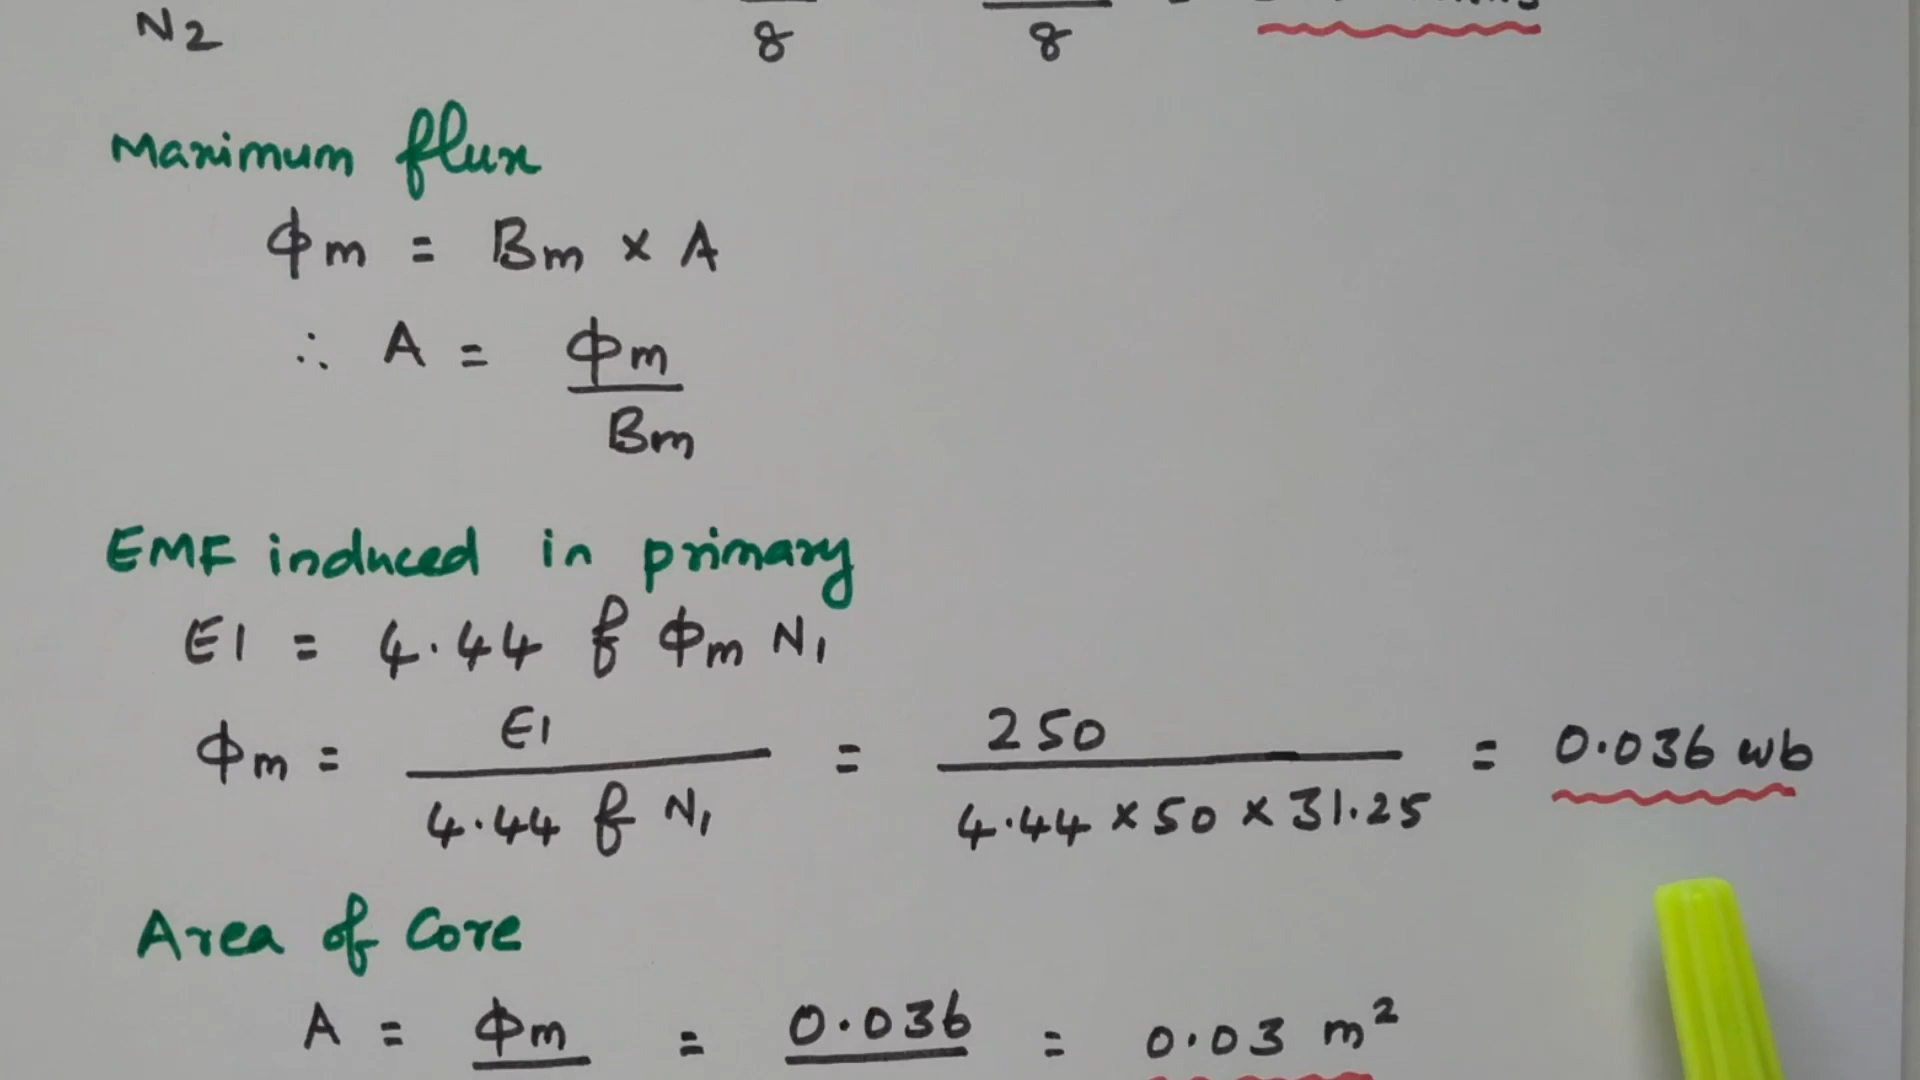 N2 8 8
Maximum flux
Φm = Bm × A
∴ A = Φm
Bm
EMF induced in primary
E1 = 4.44 f Φm N1
Φm = E1 = 250 = 0.036 wb
4.44 f N1 4.44 × 50 × 31.25
Area of Core
A = Φm = 0.036 = 0.03 m²